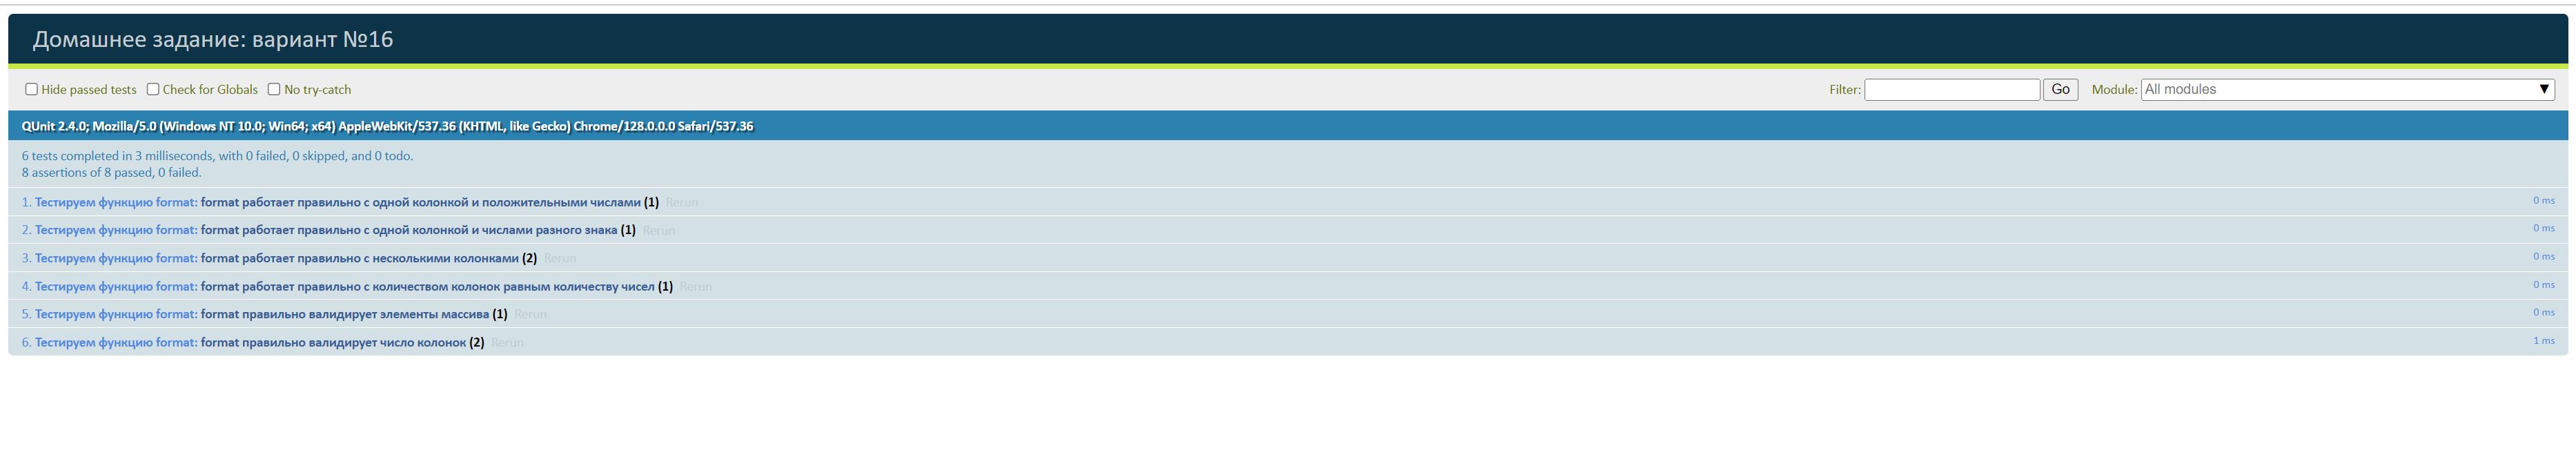 Домашнее задание: вариант №16
Hide passed tests Check for Globals No try-catch Filter: Go Module: All modules ▼
QUnit 2.4.0; Mozilla/5.0 (Windows NT 10.0; Win64; x64) AppleWebKit/537.36 (KHTML, like Gecko) Chrome/128.0.0.0 Safari/537.36
6 tests completed in 3 milliseconds, with 0 failed, 0 skipped, and 0 todo.
8 assertions of 8 passed, 0 failed.
1. Тестируем функцию format: format работает правильно с одной колонкой и положительными числами (1) Rerun 0 ms
2. Тестируем функцию format: format работает правильно с одной колонкой и числами разного знака (1) Rerun 0 ms
3. Тестируем функцию format: format работает правильно с несколькими колонками (2) Rerun 0 ms
4. Тестируем функцию format: format работает правильно с количеством колонок равным количеству чисел (1) Rerun 0 ms
5. Тестируем функцию format: format правильно валидирует элементы массива (1) Rerun 0 ms
6. Тестируем функцию format: format правильно валидирует число колонок (2) Rerun 1 ms